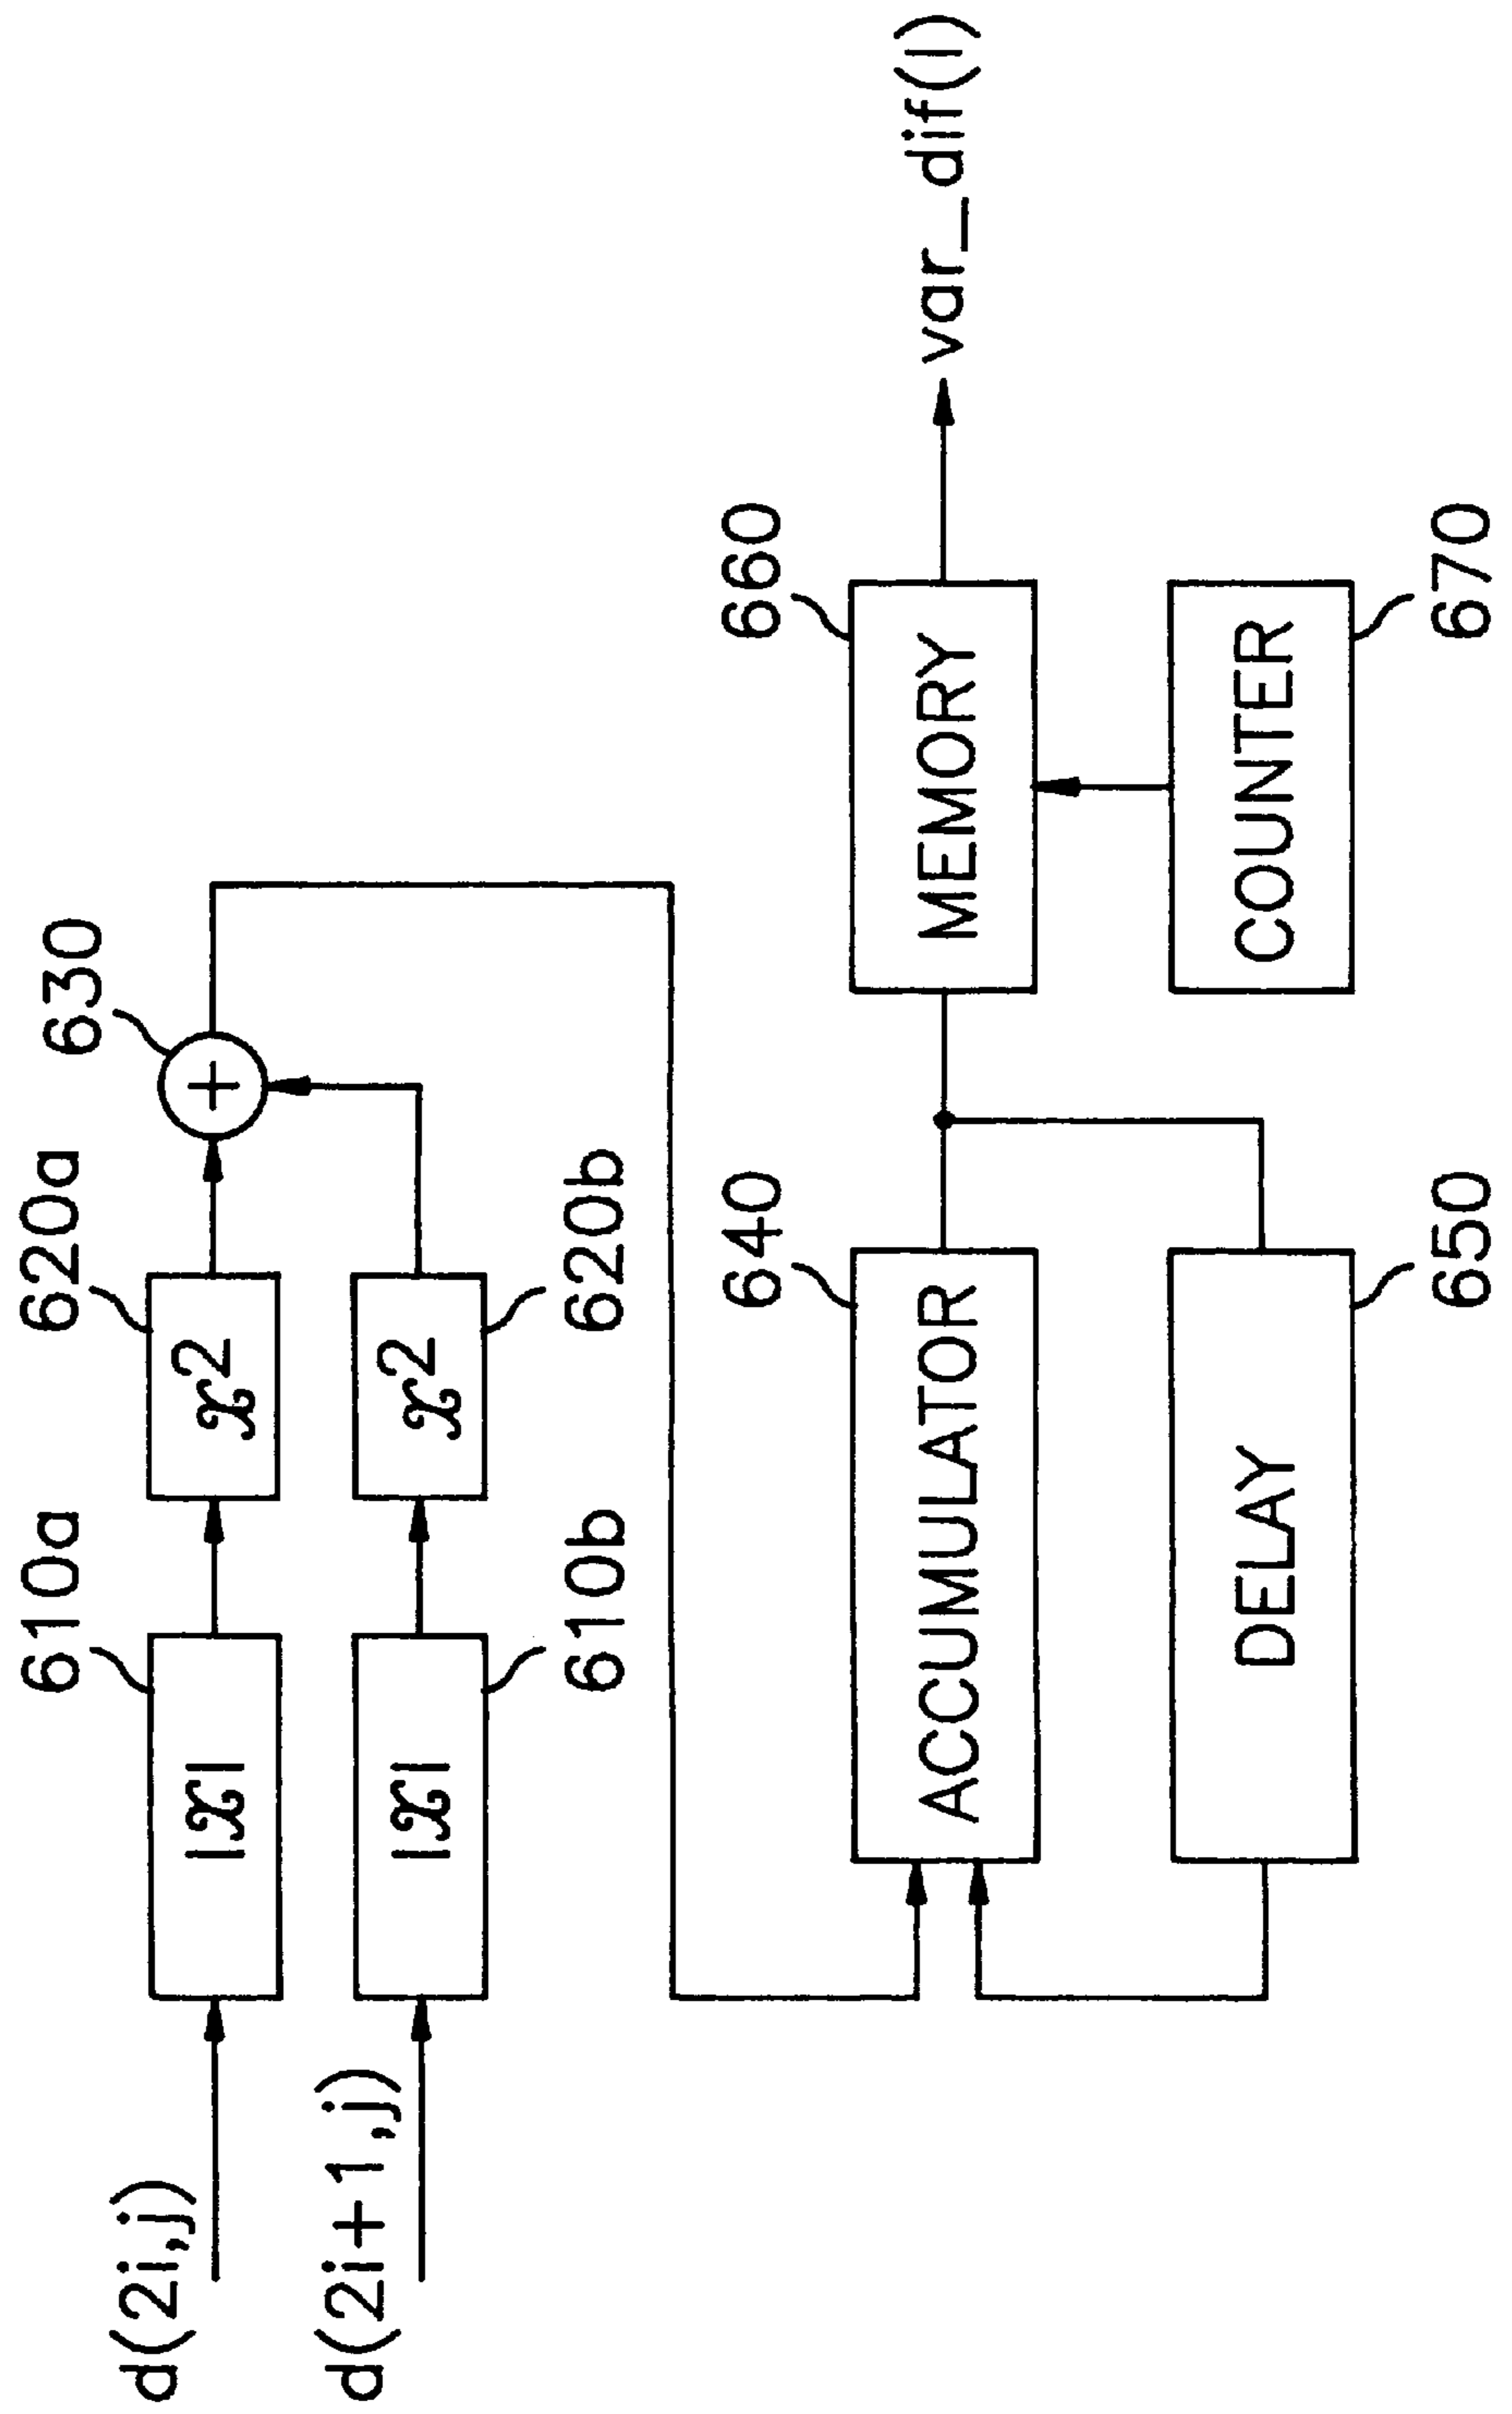 610a
620a
630
d(2i,j)
|x|
x²
+
d(2i+1,j)
|x|
x²
610b
620b
640
660
ACCUMULATOR
MEMORY
var_dif(l)
DELAY
COUNTER
650
670